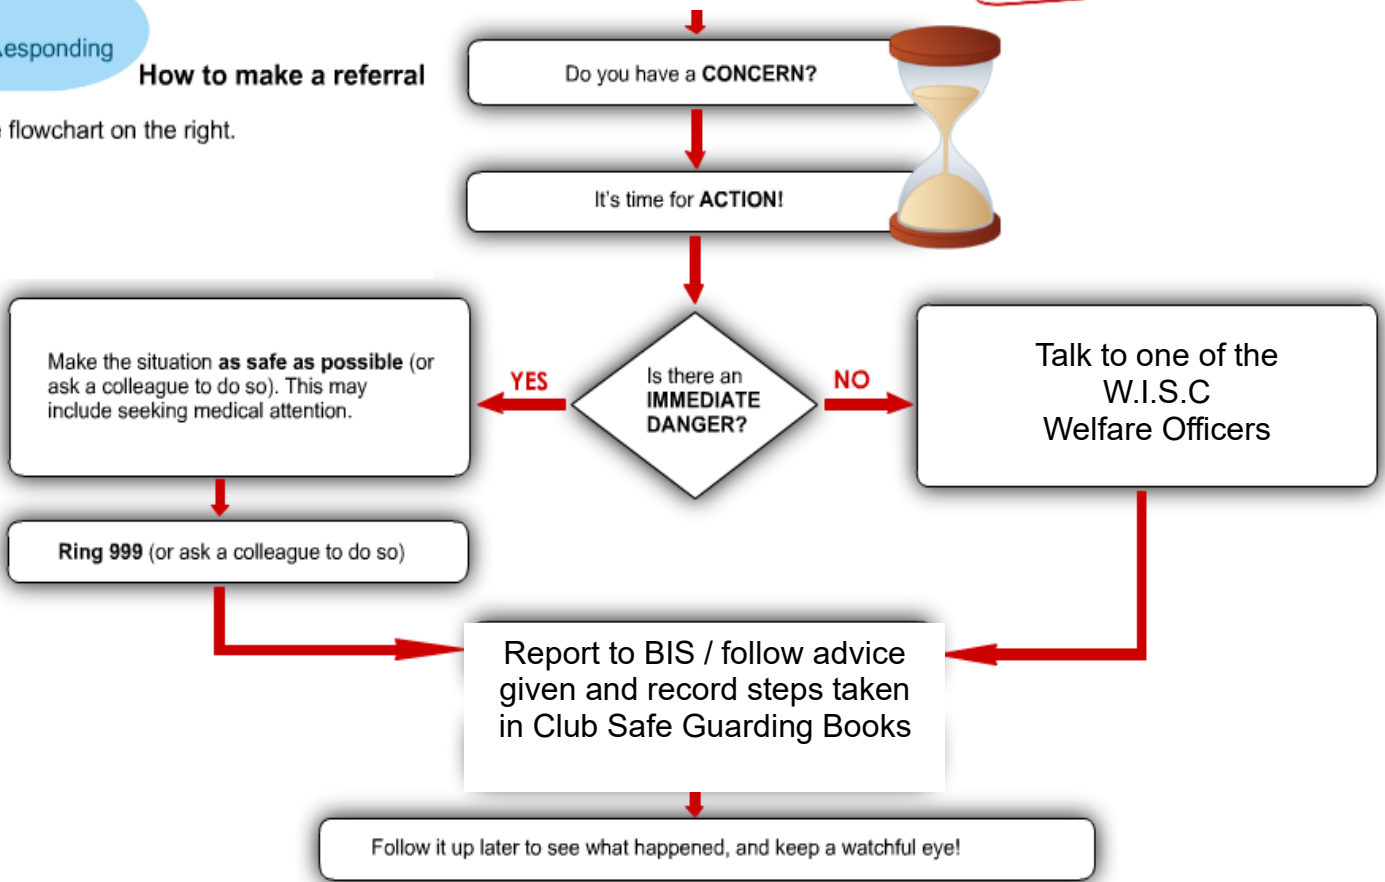 esponding
How to make a referral
flowchart on the right.
Do you have a CONCERN?
It's time for ACTION!
Is there an
IMMEDIATE
DANGER?
YES
NO
Make the situation as safe as possible (or
ask a colleague to do so). This may
include seeking medical attention.
Ring 999 (or ask a colleague to do so)
Talk to one of the
W.I.S.C
Welfare Officers
Report to BIS / follow advice
given and record steps taken
in Club Safe Guarding Books
Follow it up later to see what happened, and keep a watchful eye!